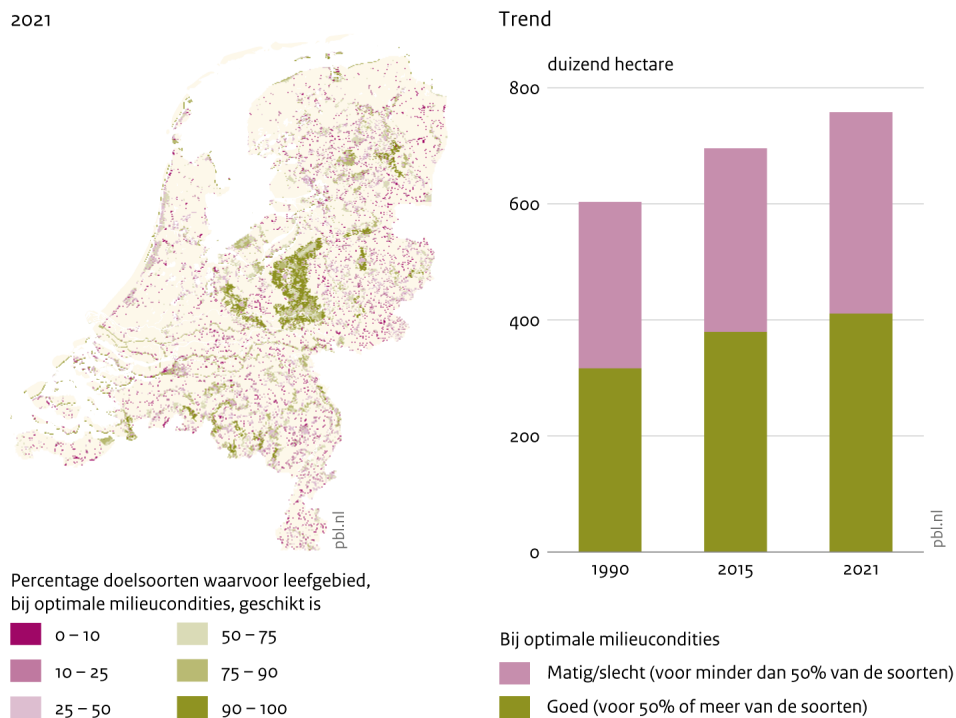 2021
pbl.nl
Percentage doelsoorten waarvoor leefgebied,
bij optimale milieucondities, geschikt is
0 – 10
10 – 25
25 – 50
50 – 75
75 – 90
90 – 100
Trend
duizend hectare
800
600
400
200
0
1990
2015
2021
pbl.nl
Bij optimale milieucondities
Matig/slecht (voor minder dan 50% van de soorten)
Goed (voor 50% of meer van de soorten)